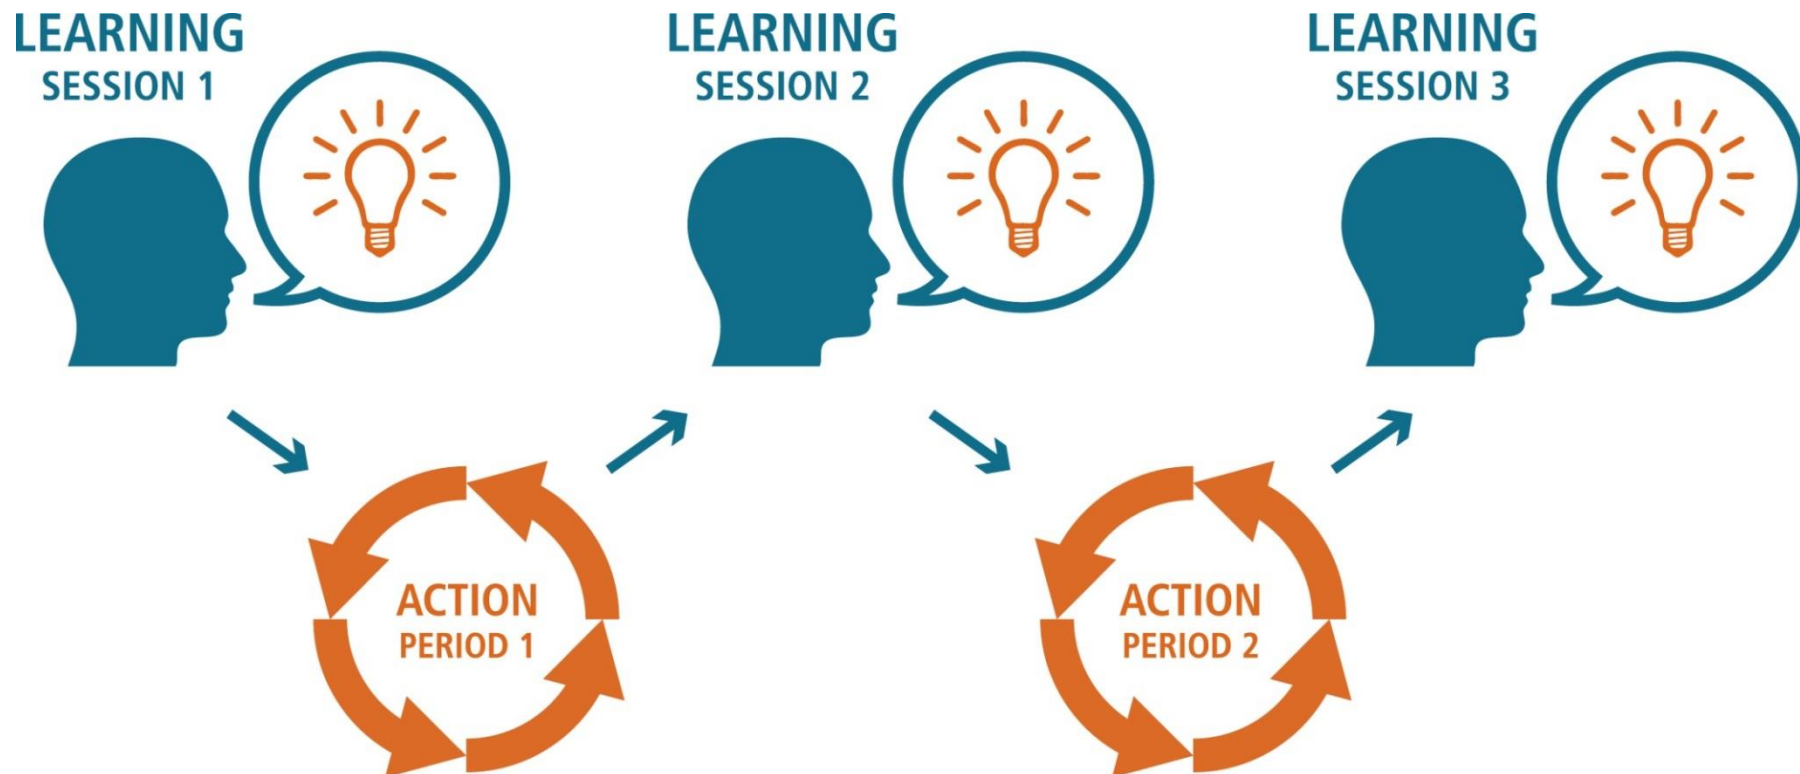 LEARNING
SESSION 1
LEARNING
SESSION 2
LEARNING
SESSION 3
ACTION
PERIOD 1
ACTION
PERIOD 2